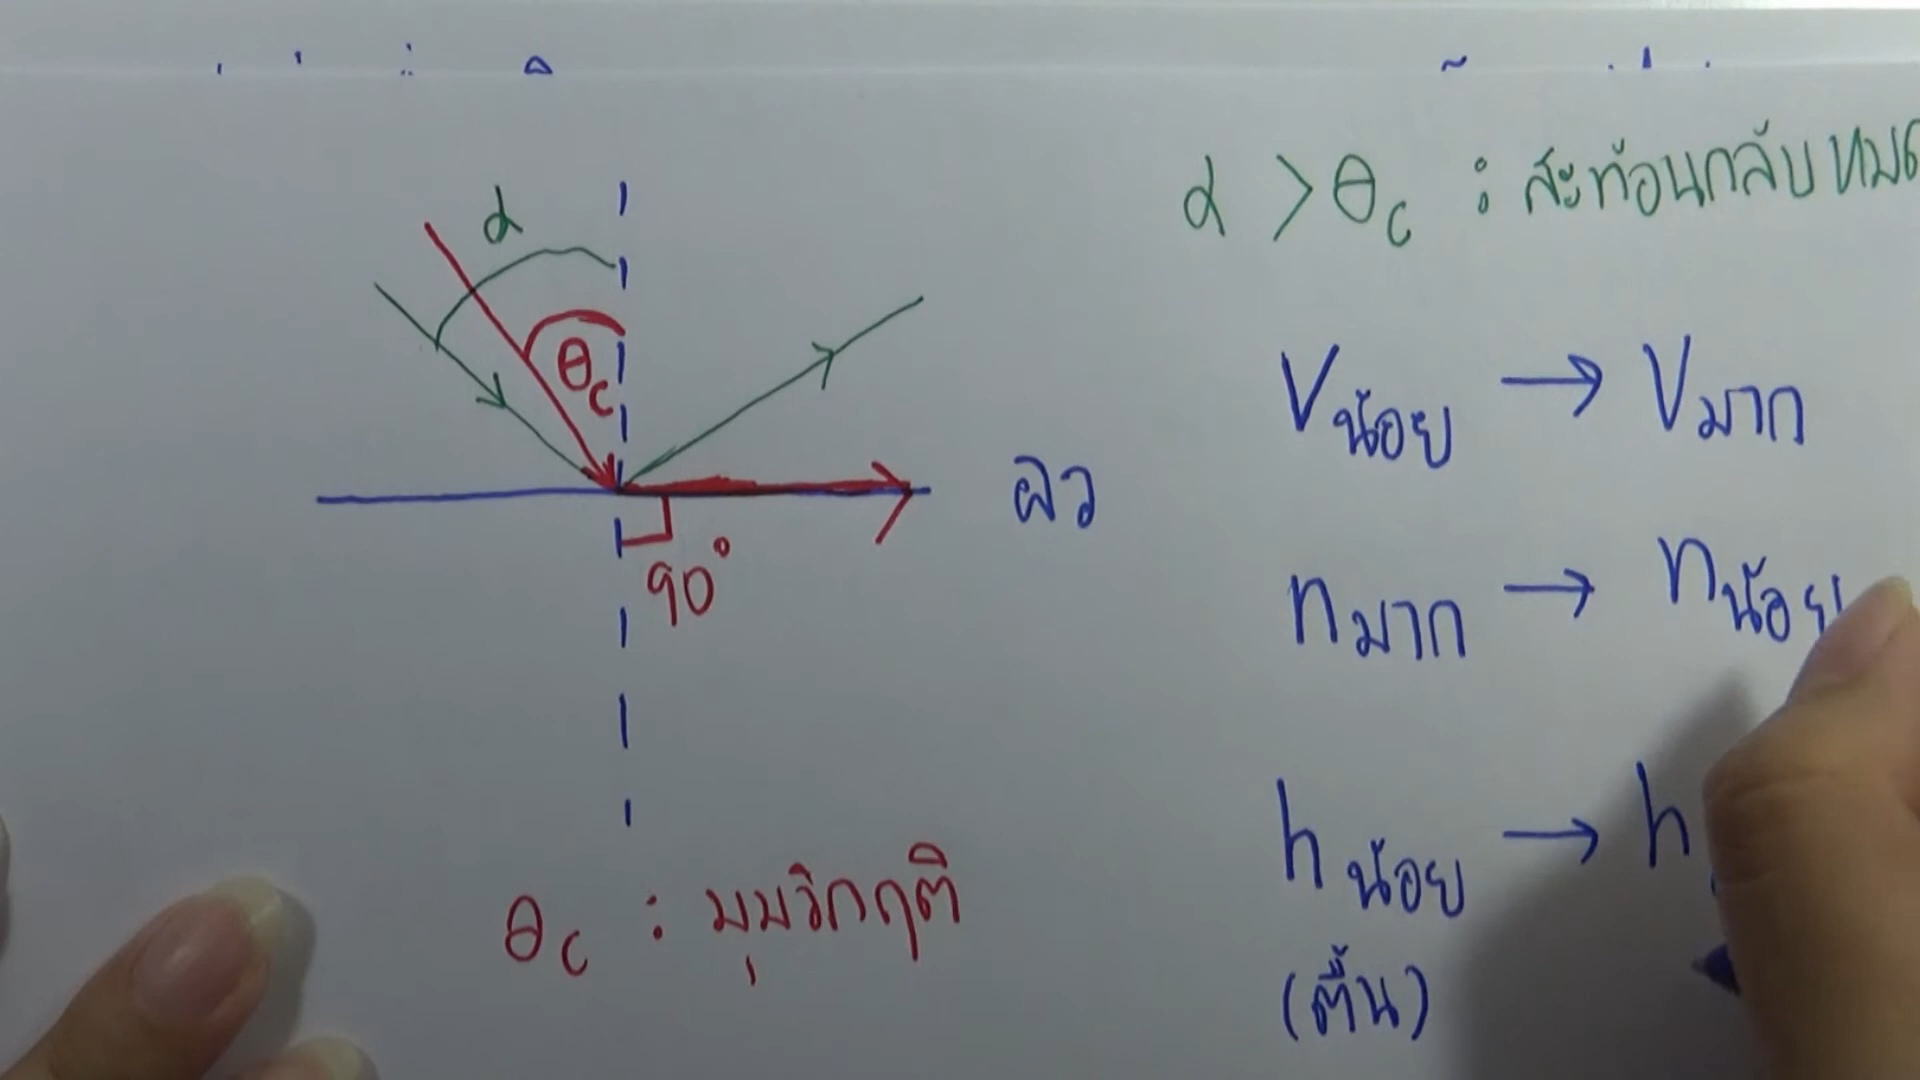 α > θc : สะท้อนกลับหมด
α
θc
v น้อย → v มาก
ผิว
90°
n มาก → n น้อย
h น้อย → h
θc : มุมวิกฤติ
(ตื้น)